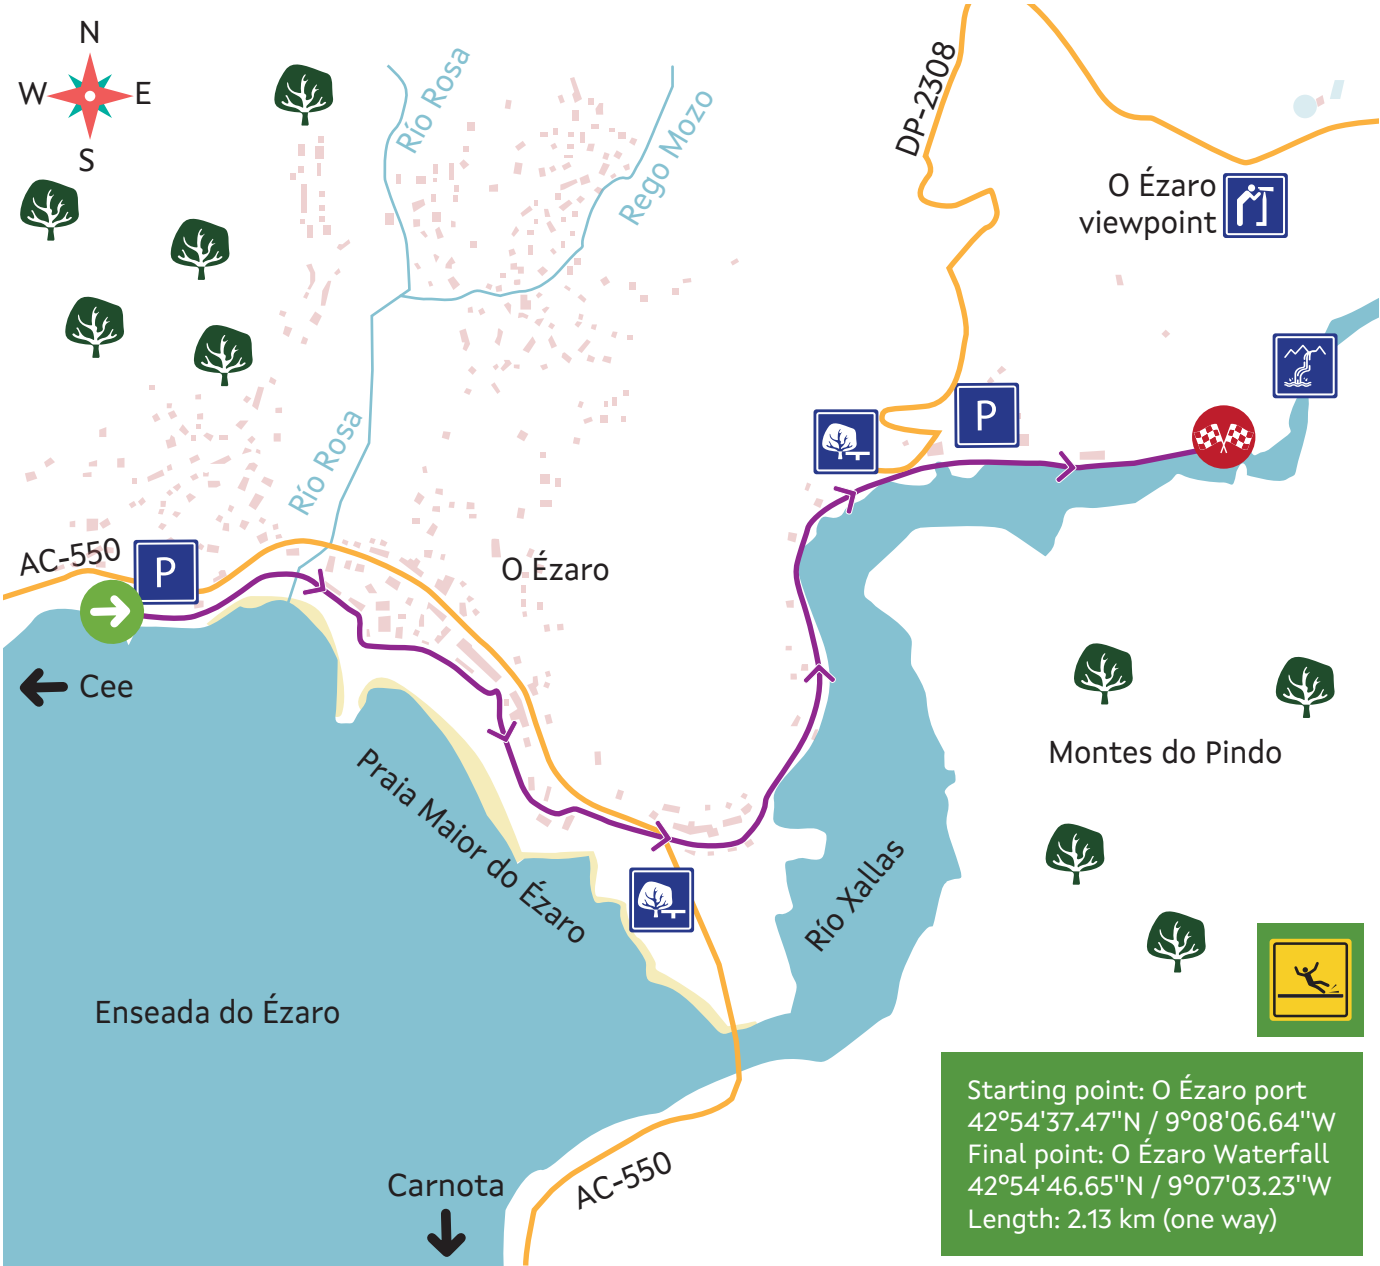 N
W E
S
Río Rosa
Rego Mozo
DP-2308
O Ézaro
viewpoint
P
Río Rosa
AC-550
P
O Ézaro
Cee
Montes do Pindo
Praia Maior do Ézaro
Río Xallas
Enseada do Ézaro
Carnota
AC-550
Starting point: O Ézaro port
42°54'37.47"N / 9°08'06.64"W
Final point: O Ézaro Waterfall
42°54'46.65"N / 9°07'03.23"W
Length: 2.13 km (one way)